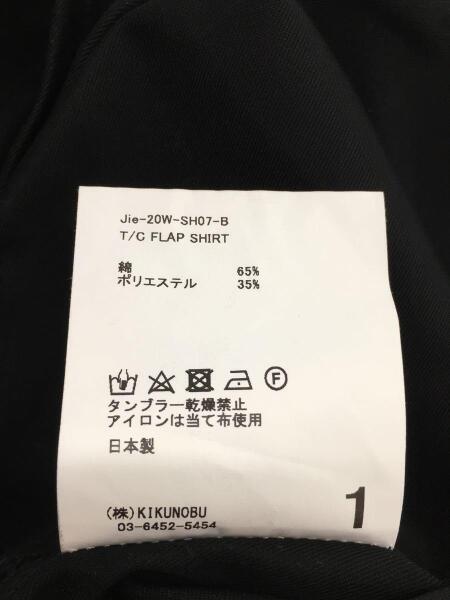 Jie-20W-SH07-B
T/C FLAP SHIRT
綿 65%
ポリエステル 35%
F
タンブラー乾燥禁止
アイロンは当て布使用
日本製
(株)KIKUNOBU
03-6452-5454
1